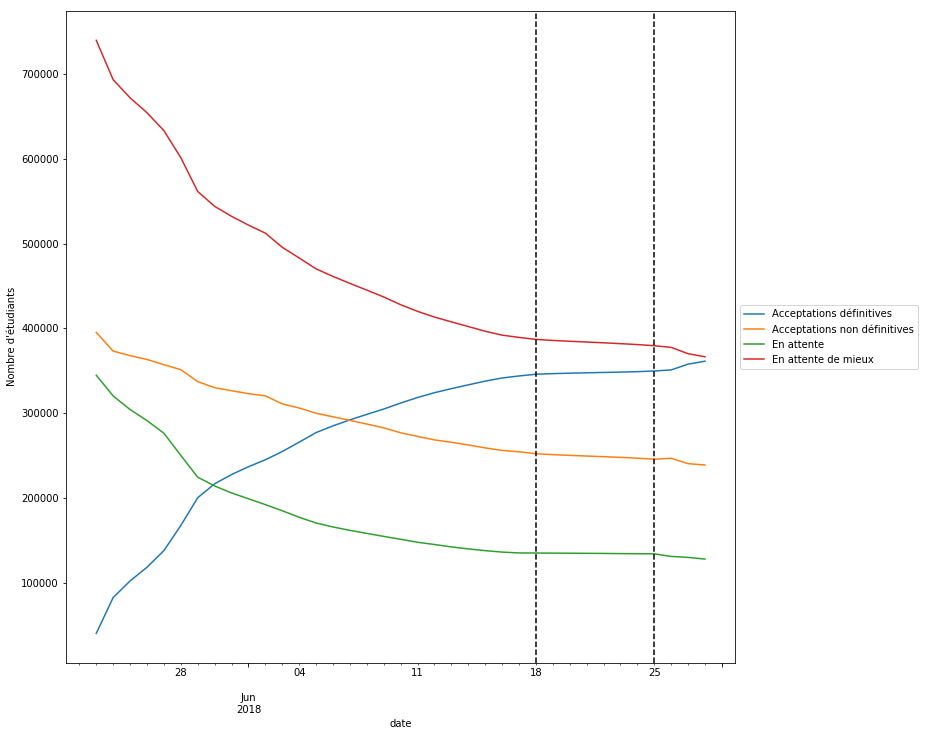 700000
600000
500000
400000
300000
200000
100000
Nombre d'étudiants
28
04
11
18
25
Jun
2018
date
Acceptations définitives
Acceptations non définitives
En attente
En attente de mieux